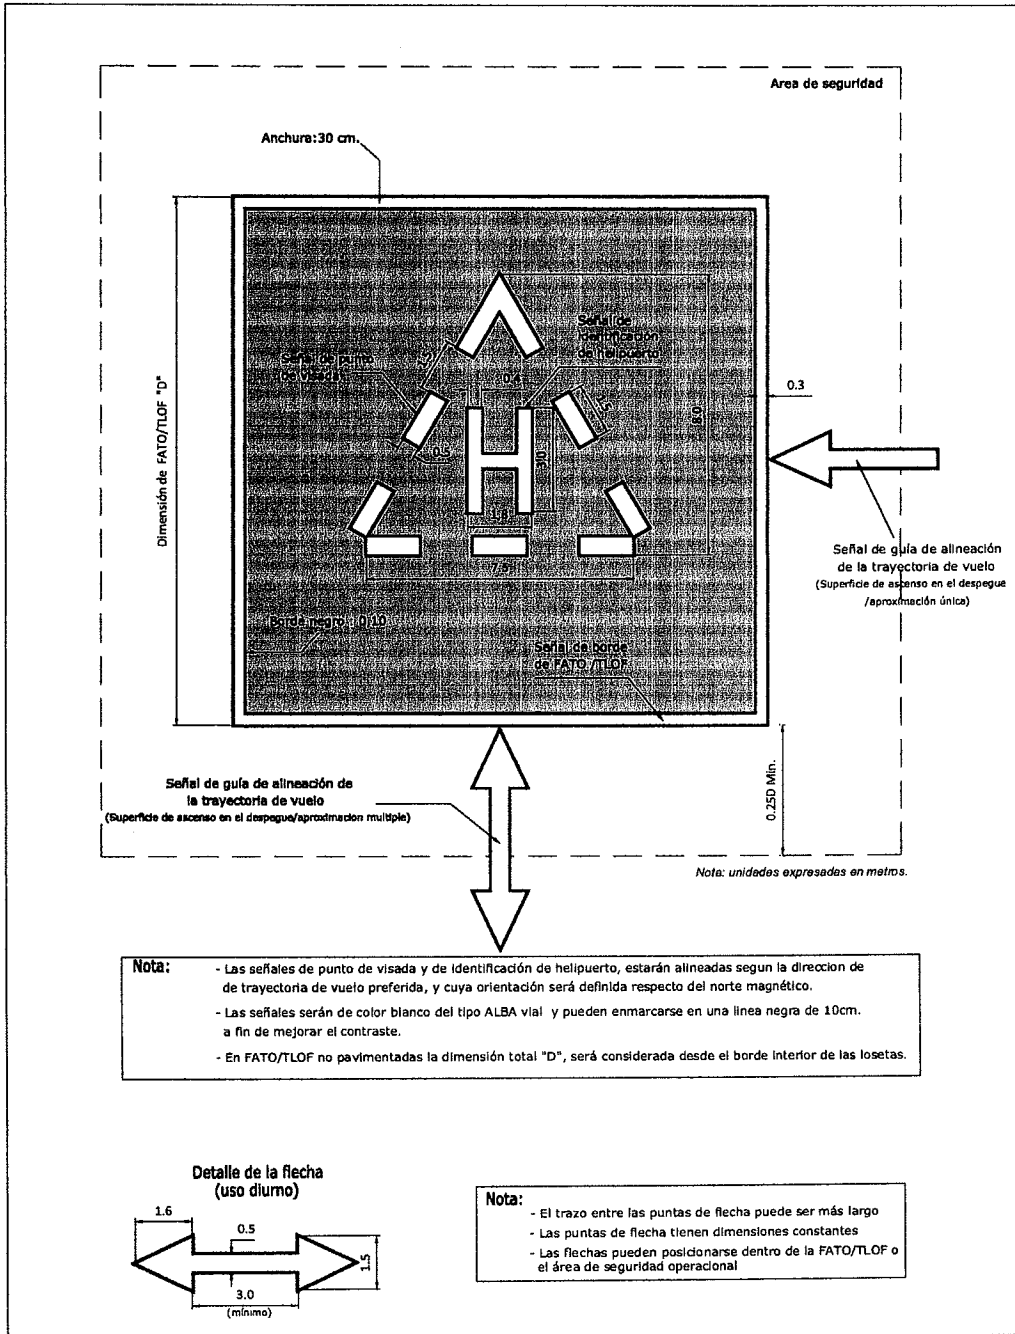 Area de seguridad
Anchura:30 cm.
Señal de
identificación
de helipuerto
Señal de punto
de visada
0.4
0.3
Dimensión de FATO/TLOF "D"
1.5
8.0
0.5
3.0
7.5
Señal de guía de alineación
de la trayectoria de vuelo
(Superficie de ascenso en el despegue
/aproximación única)
Borde negro : 0.10
Señal de borde
de FATO /TLOF
Señal de guía de alineación de
la trayectoria de vuelo
(Superficie de ascenso en el despegue/aproximacion multiple)
0.25D Min.
Nota: unidades expresadas en metros.
Nota:
- Las señales de punto de visada y de identificación de helipuerto, estarán alineadas segun la direccion de
de trayectoria de vuelo preferida, y cuya orientación será definida respecto del norte magnético.
- Las señales serán de color blanco del tipo ALBA vial y pueden enmarcarse en una linea negra de 10cm.
a fin de mejorar el contraste.
- En FATO/TLOF no pavimentadas la dimensión total "D", será considerada desde el borde interior de las losetas.
Detalle de la flecha
(uso diurno)
1.6
0.5
1.5
3.0
(mínimo)
Nota:
- El trazo entre las puntas de flecha puede ser más largo
- Las puntas de flecha tienen dimensiones constantes
- Las flechas pueden posicionarse dentro de la FATO/TLOF o
el área de seguridad operacional